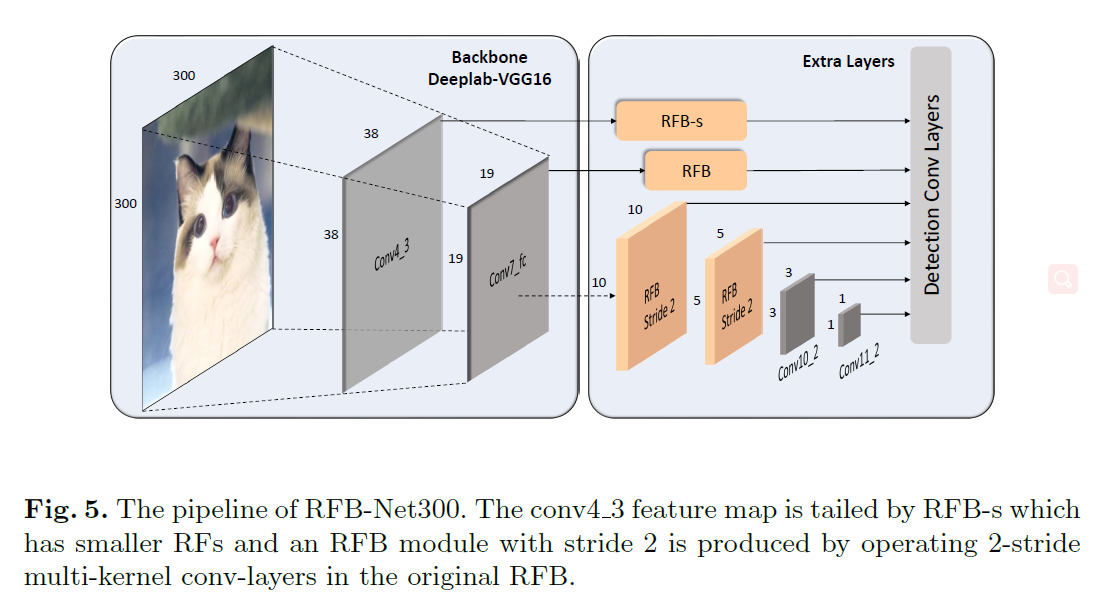 Backbone
Deeplab-VGG16
300
300
38
38
Conv4_3
19
19
Conv7_fc
Extra Layers
RFB-s
RFB
10
10
RFB
Stride 2
5
5
RFB
Stride 2
3
3
Conv10_2
1
1
Conv11_2
Detection Conv Layers
Fig. 5. The pipeline of RFB-Net300. The conv4_3 feature map is tailed by RFB-s which
has smaller RFs and an RFB module with stride 2 is produced by operating 2-stride
multi-kernel conv-layers in the original RFB.